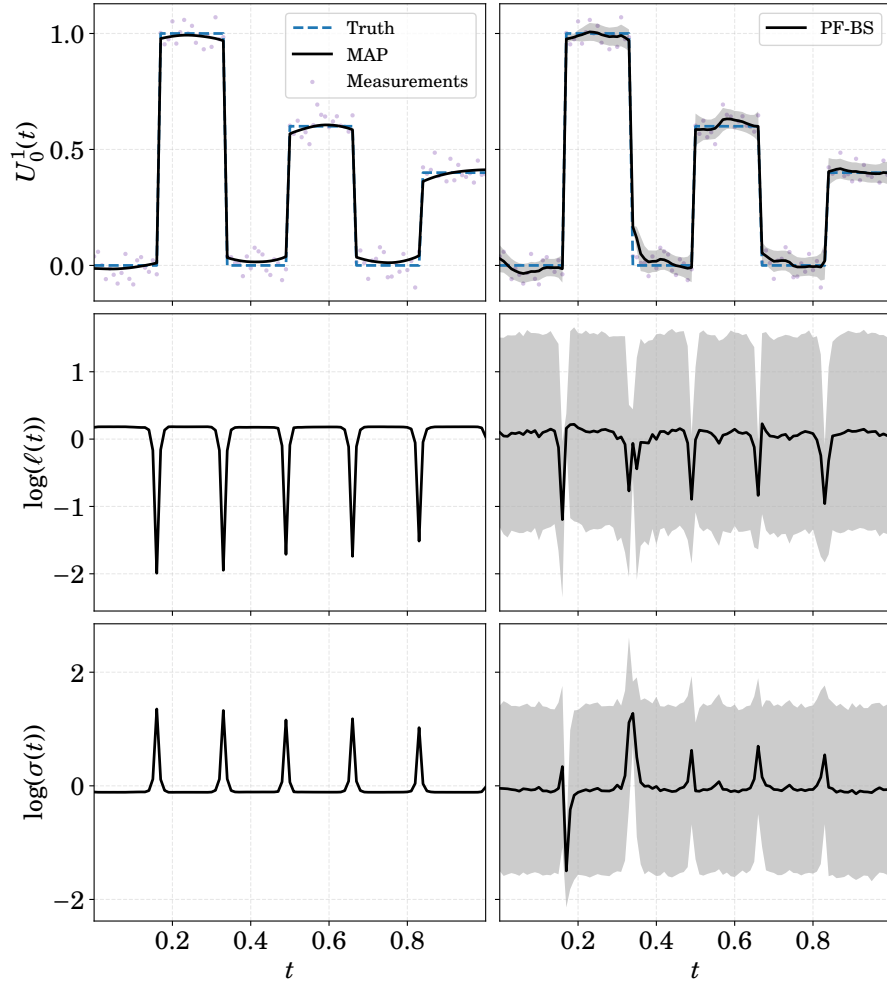 Truth
MAP
Measurements
PF-BS
1.0
0.5
0.0
U_0^1(t)
1
0
−1
−2
log(ℓ(t))
2
0
−2
log(σ(t))
0.2 0.4 0.6 0.8
0.2 0.4 0.6 0.8
t
t